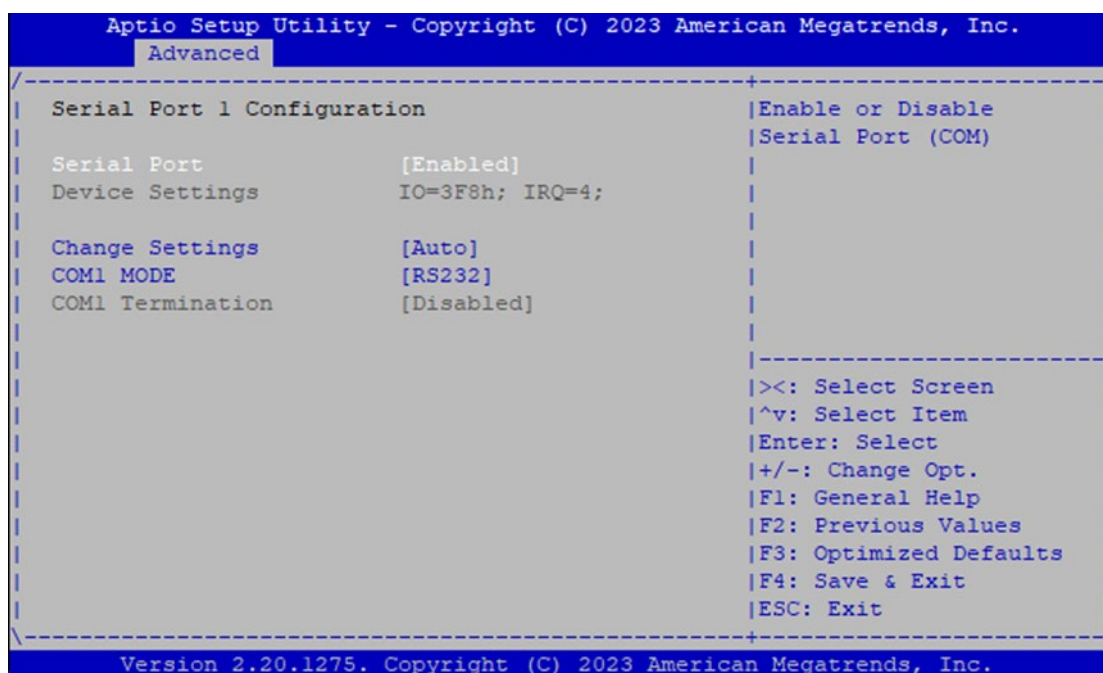 Aptio Setup Utility – Copyright (C) 2023 American Megatrends, Inc.
Advanced
Serial Port 1 Configuration
Enable or Disable
Serial Port (COM)
Serial Port [Enabled]
Device Settings IO=3F8h; IRQ=4;
Change Settings [Auto]
COM1 MODE [RS232]
COM1 Termination [Disabled]
><: Select Screen
^v: Select Item
Enter: Select
+/-: Change Opt.
F1: General Help
F2: Previous Values
F3: Optimized Defaults
F4: Save & Exit
ESC: Exit
Version 2.20.1275. Copyright (C) 2023 American Megatrends, Inc.